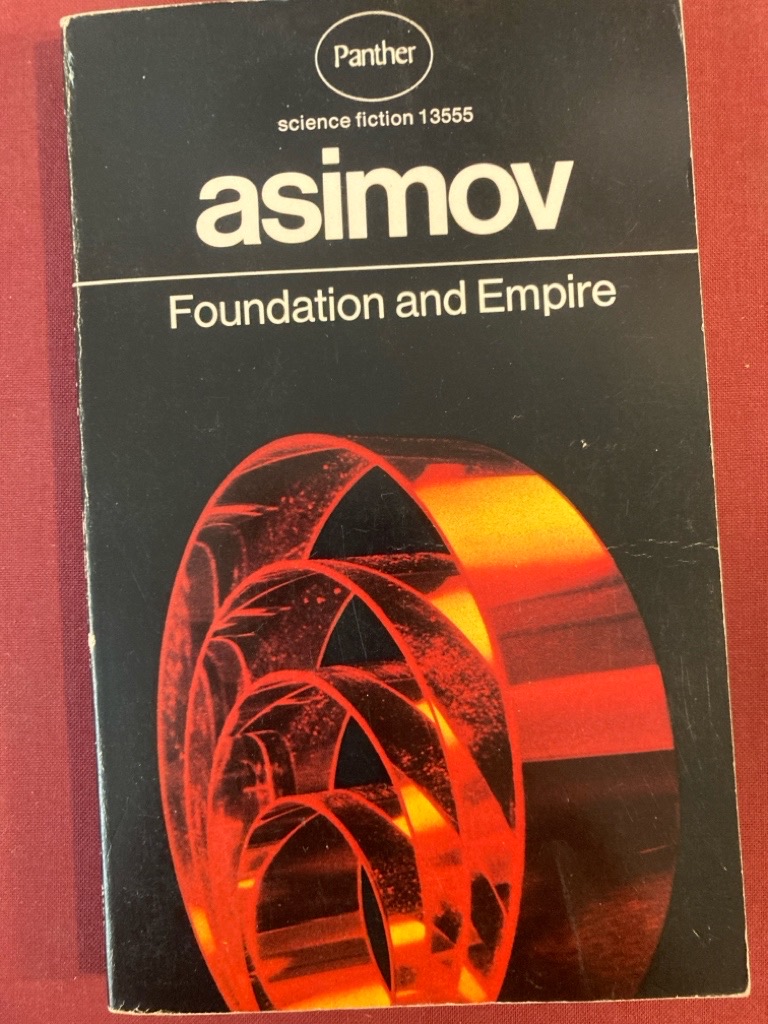 Panther
science fiction 13555
asimov
Foundation and Empire